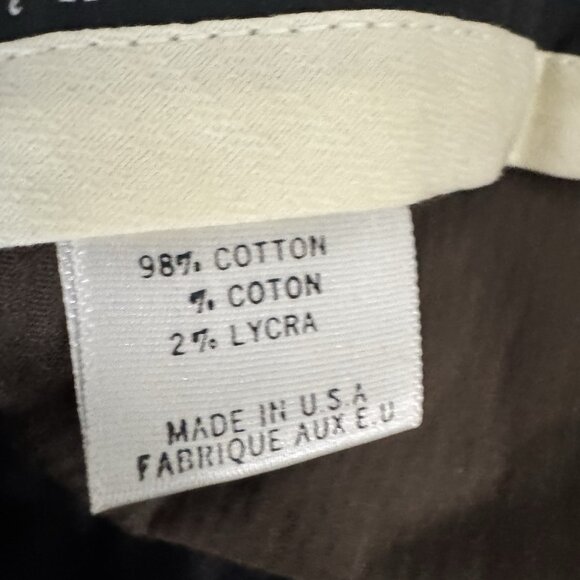 98% COTTON
% COTON
2% LYCRA
MADE IN U.S.A
FABRIQUE AUX E.U